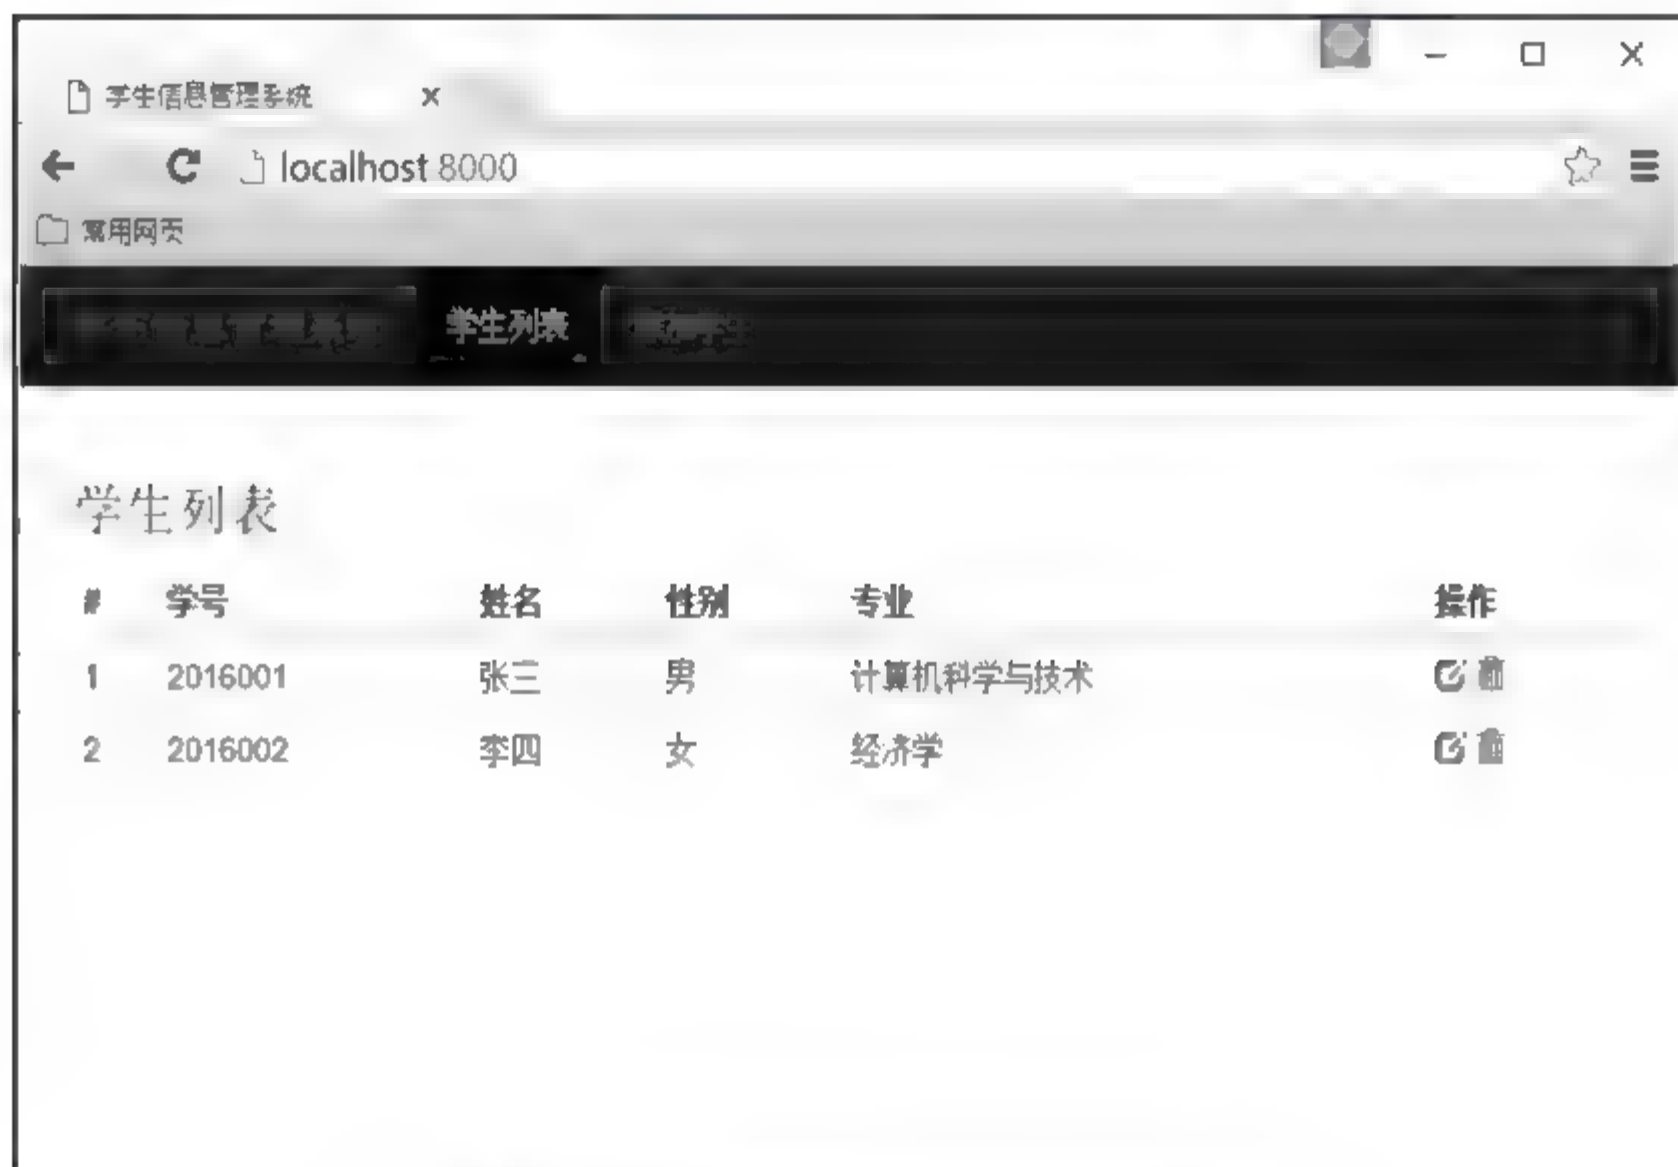 学生信息管理系统
localhost:8000
常用网页
学生列表
学生列表
# 学号 姓名 性别 专业 操作
1 2016001 张三 男 计算机科学与技术
2 2016002 李四 女 经济学